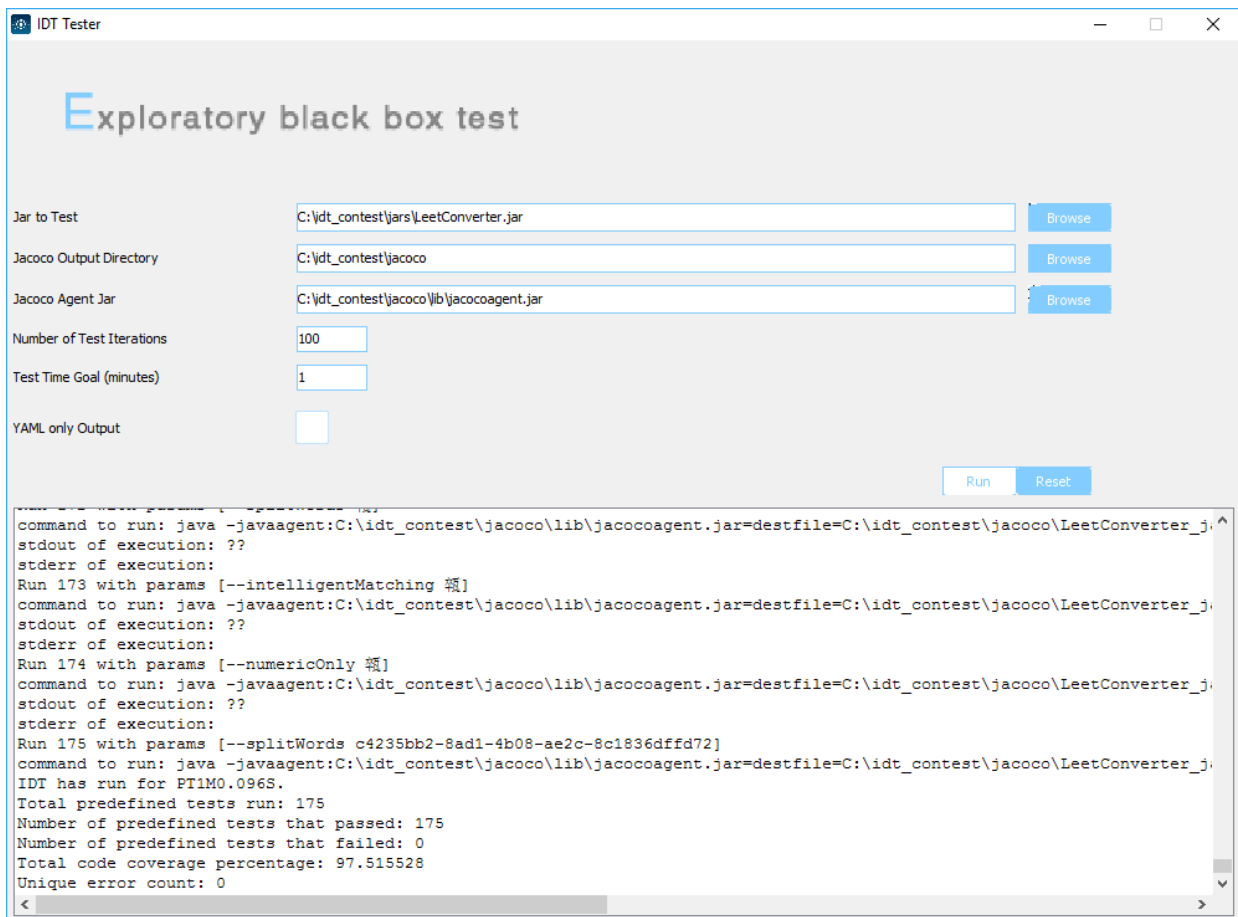 IDT Tester
Exploratory black box test
Jar to Test
C:\idt_contest\jars\LeetConverter.jar
Browse
Jacoco Output Directory
C:\idt_contest\jacoco
Browse
Jacoco Agent Jar
C:\idt_contest\jacoco\lib\jacocoagent.jar
Browse
Number of Test Iterations
100
Test Time Goal (minutes)
1
YAML only Output
Run
Reset
command to run: java -javaagent:C:\idt_contest\jacoco\lib\jacocoagent.jar=destfile=C:\idt_contest\jacoco\LeetConverter_j
stdout of execution: ??
stderr of execution:
Run 173 with params [--intelligentMatching 瓴]
command to run: java -javaagent:C:\idt_contest\jacoco\lib\jacocoagent.jar=destfile=C:\idt_contest\jacoco\LeetConverter_j
stdout of execution: ??
stderr of execution:
Run 174 with params [--numericOnly 瓴]
command to run: java -javaagent:C:\idt_contest\jacoco\lib\jacocoagent.jar=destfile=C:\idt_contest\jacoco\LeetConverter_j
stdout of execution: ??
stderr of execution:
Run 175 with params [--splitWords c4235bb2-8ad1-4b08-ae2c-8c1836dffd72]
command to run: java -javaagent:C:\idt_contest\jacoco\lib\jacocoagent.jar=destfile=C:\idt_contest\jacoco\LeetConverter_j
IDT has run for PT1M0.096S.
Total predefined tests run: 175
Number of predefined tests that passed: 175
Number of predefined tests that failed: 0
Total code coverage percentage: 97.515528
Unique error count: 0